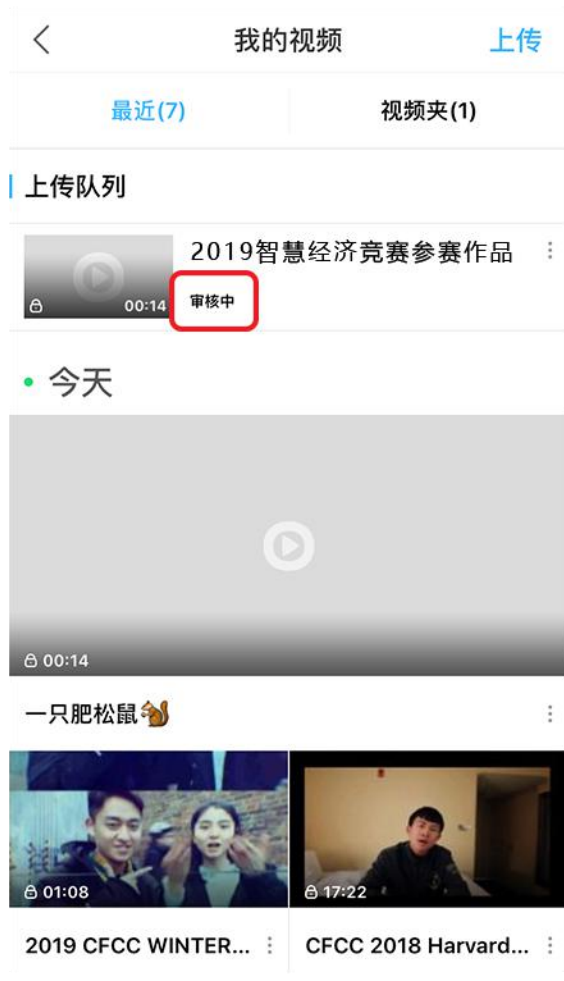 我的视频
上传
最近(7)
视频夹(1)
上传队列
2019智慧经济竞赛参赛作品
00:14
审核中
今天
00:14
一只肥松鼠🐿
01:08
17:22
2019 CFCC WINTER...
CFCC 2018 Harvard...